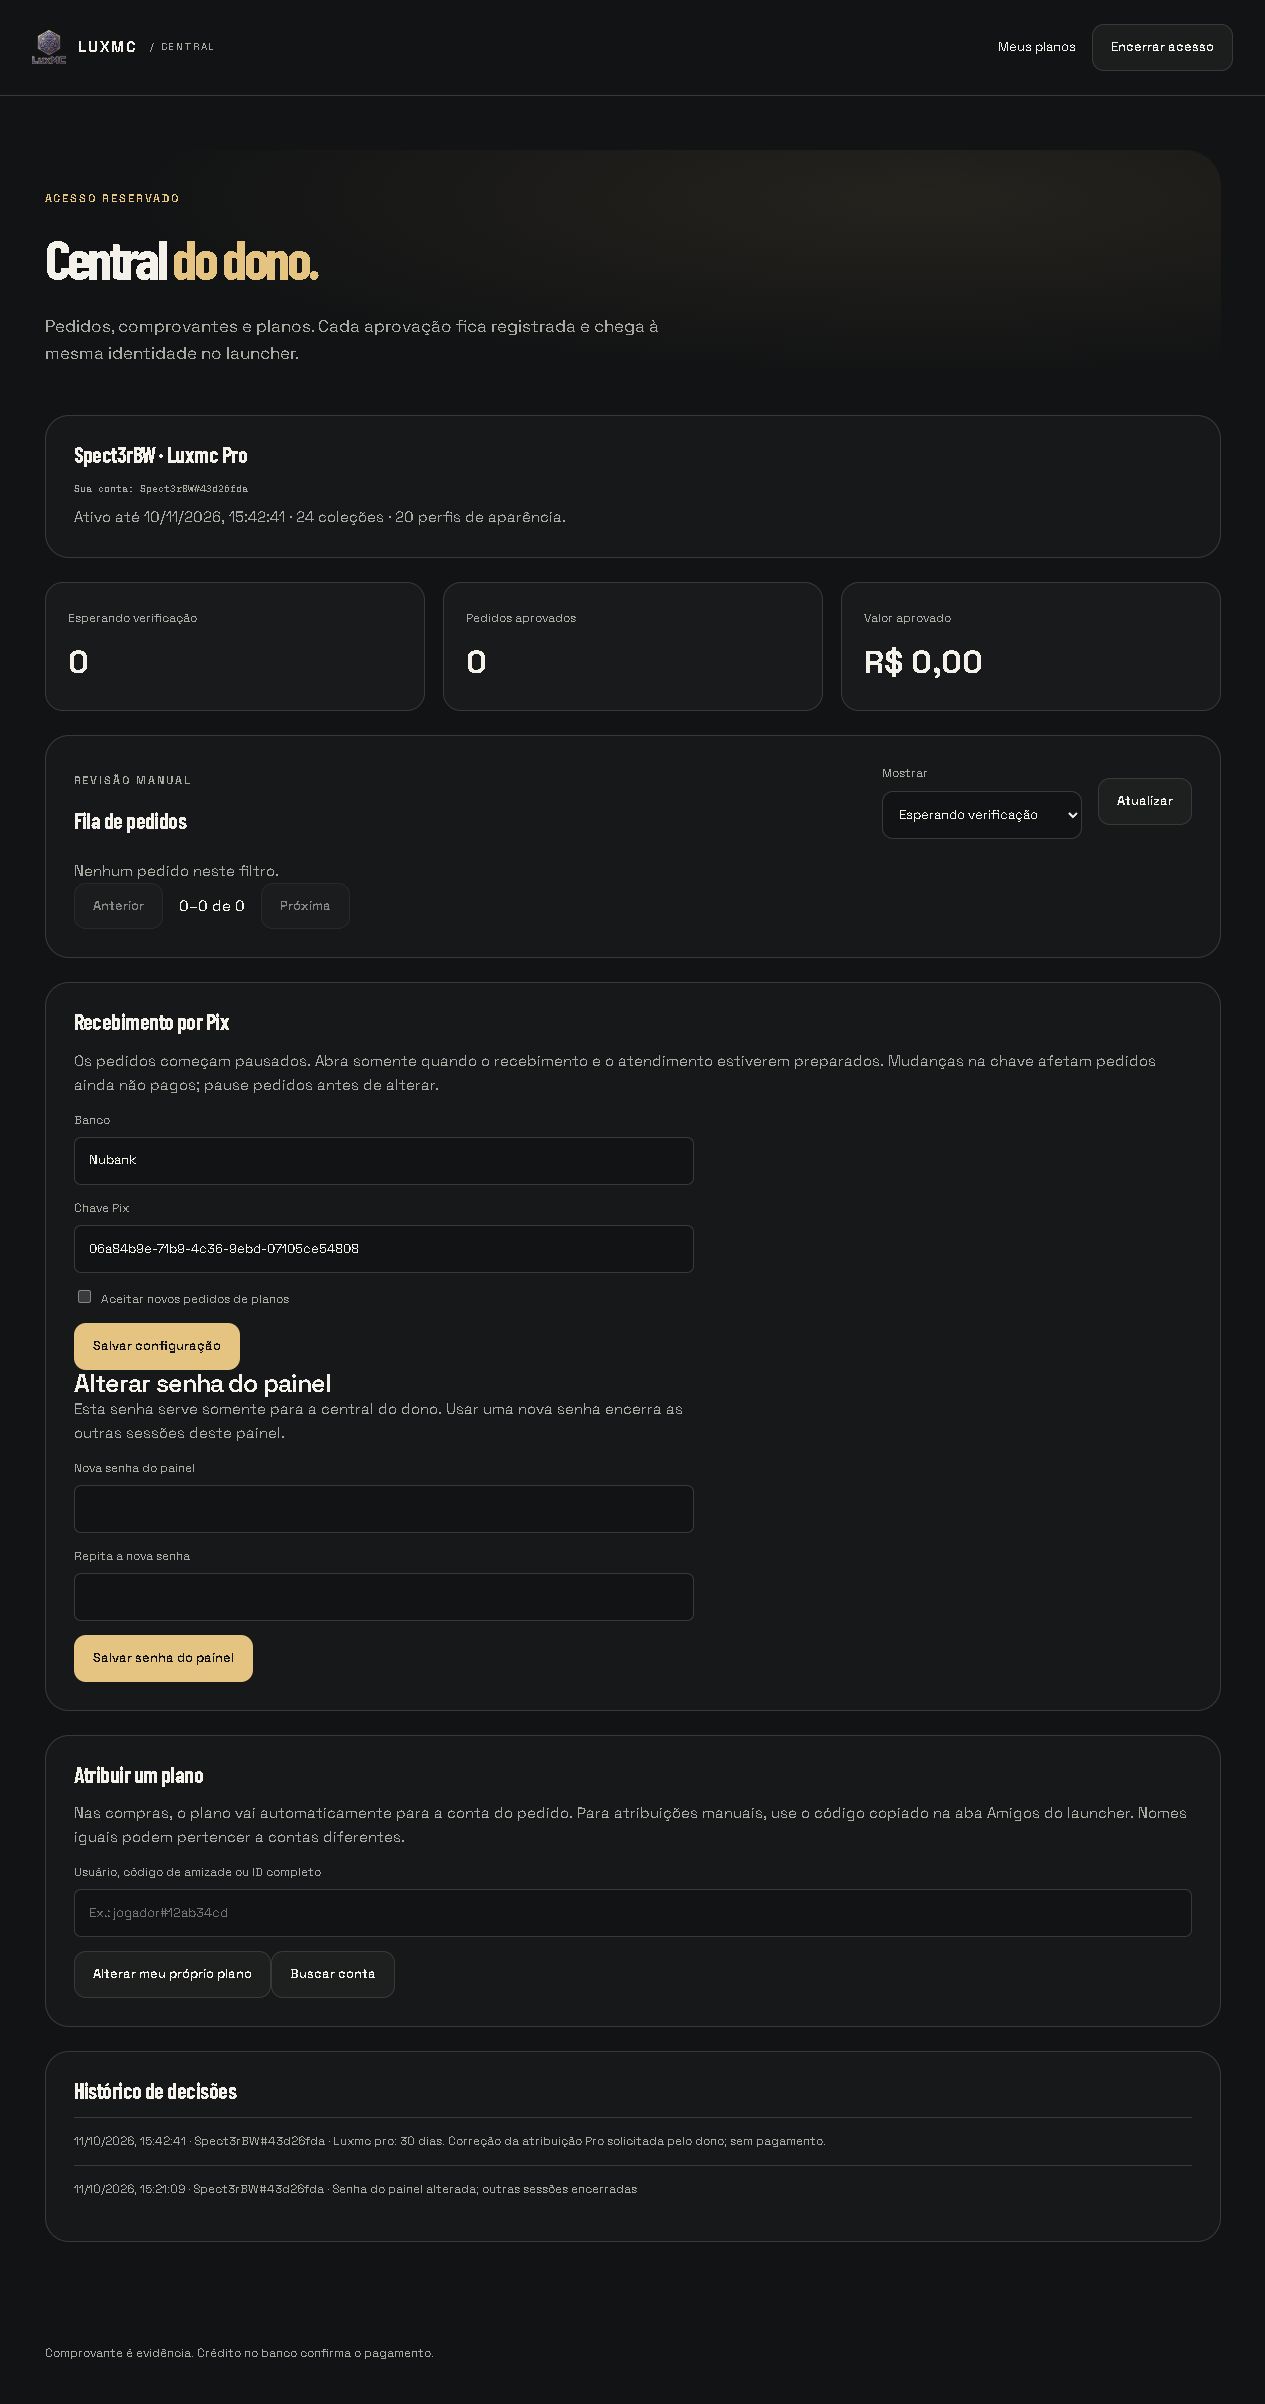 LuxMC
LUXMC / CENTRAL
Meus planos
Encerrar acesso
ACESSO RESERVADO
Central do dono.
Pedidos, comprovantes e planos. Cada aprovação fica registrada e chega à
mesma identidade no launcher.
Spect3rBW · Luxmc Pro
Sua conta: Spect3rBW#43d26fda
Ativo até 10/11/2026, 15:42:41 · 24 coleções · 20 perfis de aparência.
Esperando verificação
0
Pedidos aprovados
0
Valor aprovado
R$ 0,00
REVISÃO MANUAL
Fila de pedidos
Mostrar
Esperando verificação
Atualizar
Nenhum pedido neste filtro.
Anterior
0–0 de 0
Próxima
Recebimento por Pix
Os pedidos começam pausados. Abra somente quando o recebimento e o atendimento estiverem preparados. Mudanças na chave afetam pedidos
ainda não pagos; pause pedidos antes de alterar.
Banco
Nubank
Chave Pix
06a84b9e-71b9-4c36-9ebd-07105ce54808
Aceitar novos pedidos de planos
Salvar configuração
Alterar senha do painel
Esta senha serve somente para a central do dono. Usar uma nova senha encerra as
outras sessões deste painel.
Nova senha do painel
Repita a nova senha
Salvar senha do painel
Atribuir um plano
Nas compras, o plano vai automaticamente para a conta do pedido. Para atribuições manuais, use o código copiado na aba Amigos do launcher. Nomes
iguais podem pertencer a contas diferentes.
Usuário, código de amizade ou ID completo
Ex.: jogador#12ab34cd
Alterar meu próprio plano
Buscar conta
Histórico de decisões
11/10/2026, 15:42:41 · Spect3rBW#43d26fda · Luxmc pro: 30 dias. Correção da atribuição Pro solicitada pelo dono; sem pagamento.
11/10/2026, 15:21:09 · Spect3rBW#43d26fda · Senha do painel alterada; outras sessões encerradas
Comprovante é evidência. Crédito no banco confirma o pagamento.